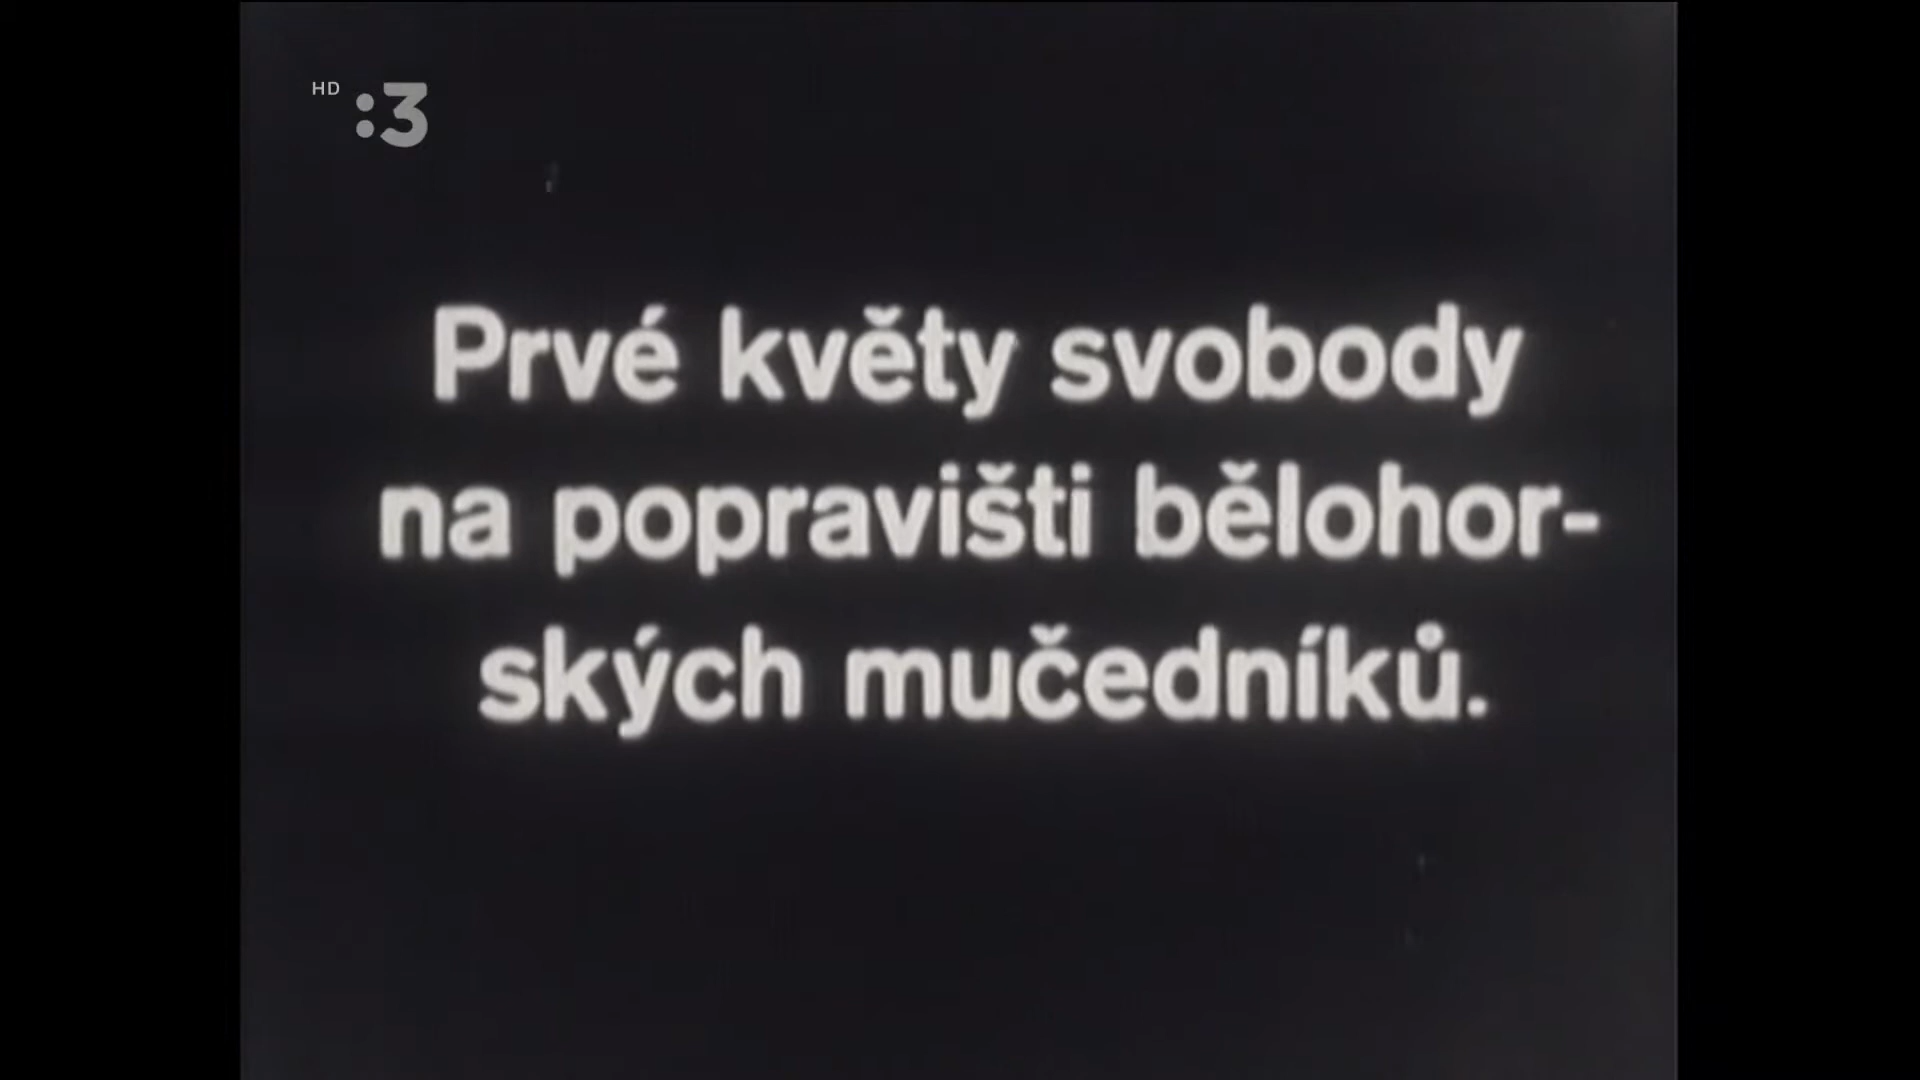 HD :3
Prvé květy svobody
na popravišti bělohor-
ských mučedníků.